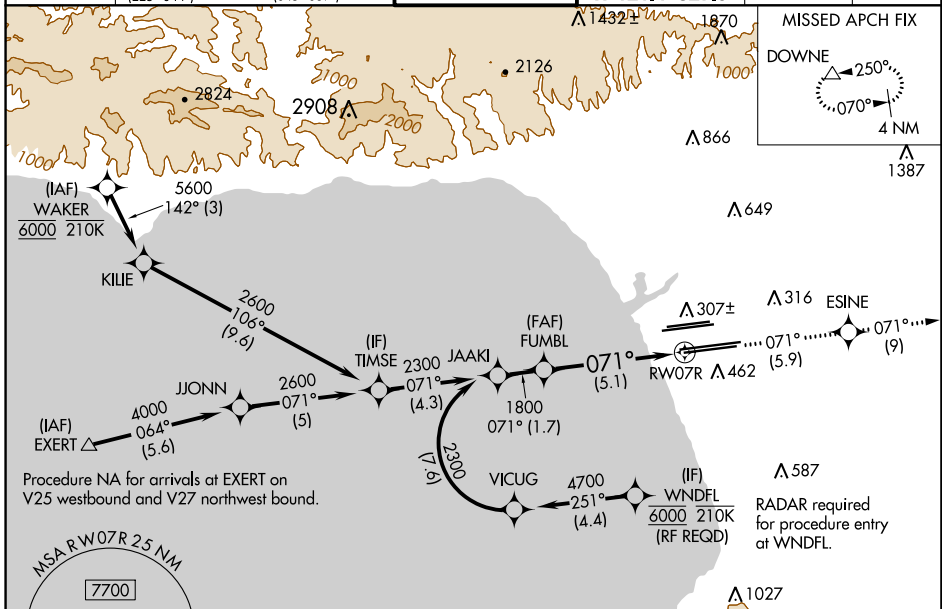 1432±
1870
MISSED APCH FIX
DOWNE
250°
070°
4 NM
1000
2126
1000
2824
2908
2000
1000
866
1387
649
(IAF)
WAKER
6000 210K
5600
142° (3)
KILIE
2600
106°
(9.6)
307±
316
ESINE
(IF)
TIMSE
2300
071°
(4.3)
JAAKI
(FAF)
FUMBL
071°
(5.1)
RW07R
462
071°
(5.9)
071°
(9)
JJONN
2600
071°
(5)
1800
071° (1.7)
(IAF)
EXERT
4000
064°
(5.6)
2300
(7.6)
Procedure NA for arrivals at EXERT on
V25 westbound and V27 northwest bound.
VICUG
4700
251°
(4.4)
(IF)
WNDFL
6000 210K
(RF REQD)
587
RADAR required
for procedure entry
at WNDFL.
MSA RW07R 25 NM
7700
1027